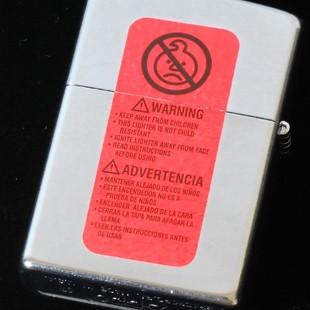 ⚠ WARNING
• KEEP AWAY FROM CHILDREN
• THIS LIGHTER IS NOT CHILD
RESISTANT
• IGNITE LIGHTER AWAY FROM FACE
• READ INSTRUCTIONS
BEFORE USING
⚠ ADVERTENCIA
• MANTENER ALEJADO DE LOS NIÑOS
• ESTE ENCENDEDOR NO ES A
PRUEBA DE NIÑOS
• ENCENDER ALEJADO DE LA CARA
• CERRAR LA TAPA PARA APAGAR LA
LLAMA
• LEER LAS INSTRUCCIONES ANTES
DE USAR